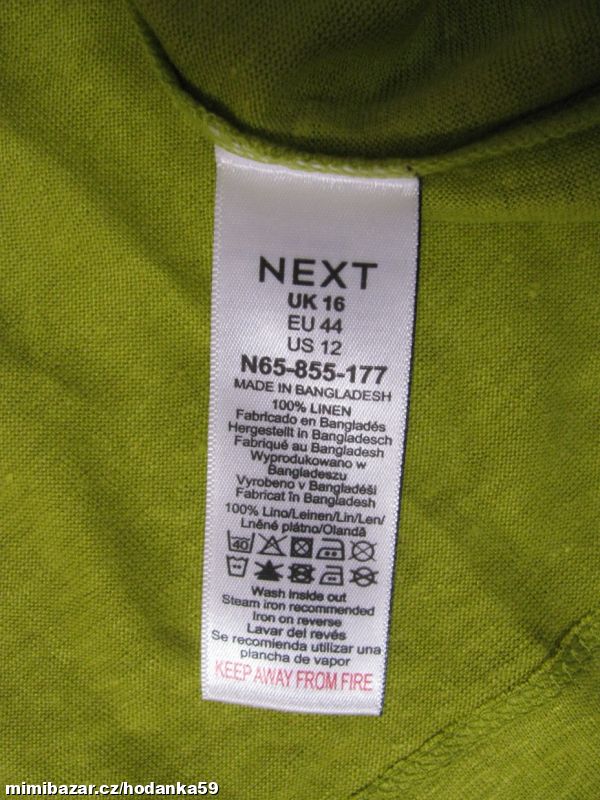 NEXT
UK 16
EU 44
US 12
N65-855-177
MADE IN BANGLADESH
100% LINEN
Fabricado en Bangladés
Hergestellt in Bangladesch
Fabriqué au Bangladesh
Wyprodukowano w
Bangladeszu
Vyrobeno v Bangladéši
Fabricat în Bangladesh
100% Lino/Leinen/Lin/Len/
Lněné plátno/Olandă
40
Wash inside out
Steam iron recommended
Iron on reverse
Lavar del revés
Se recomienda utilizar una
plancha de vapor
KEEP AWAY FROM FIRE
mimibazar.cz/hodanka59